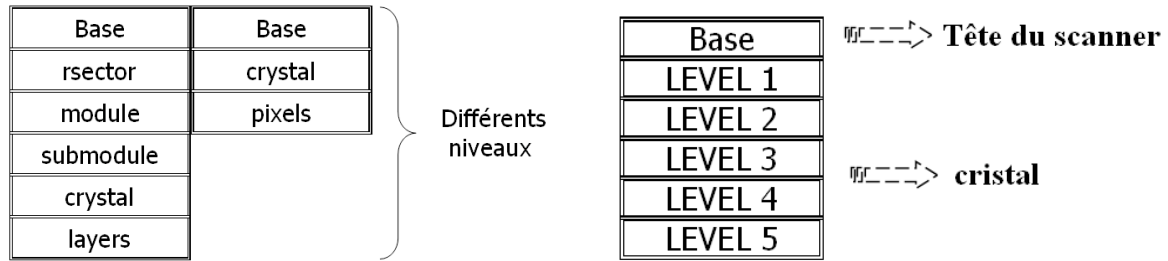 Base Base
rsector crystal
module pixels
submodule
crystal
layers
Différents
niveaux
Base
LEVEL 1
LEVEL 2
LEVEL 3
LEVEL 4
LEVEL 5
Tête du scanner
cristal